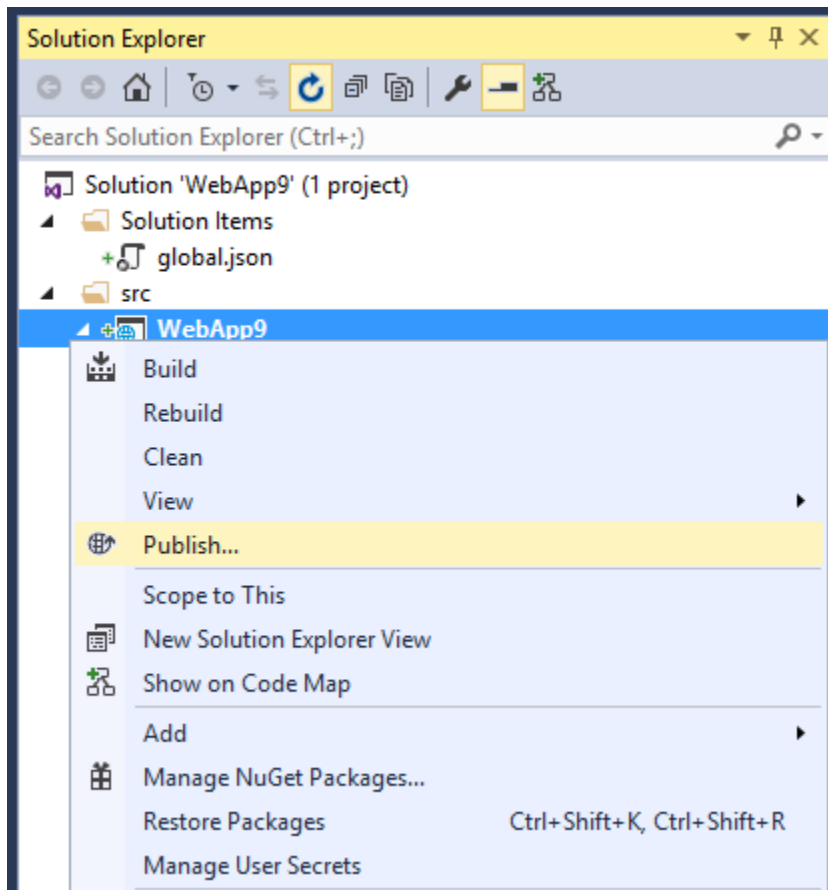 Solution Explorer
Search Solution Explorer (Ctrl+;)
Solution 'WebApp9' (1 project)
Solution Items
global.json
src
WebApp9
Build
Rebuild
Clean
View
Publish...
Scope to This
New Solution Explorer View
Show on Code Map
Add
Manage NuGet Packages...
Restore Packages Ctrl+Shift+K, Ctrl+Shift+R
Manage User Secrets